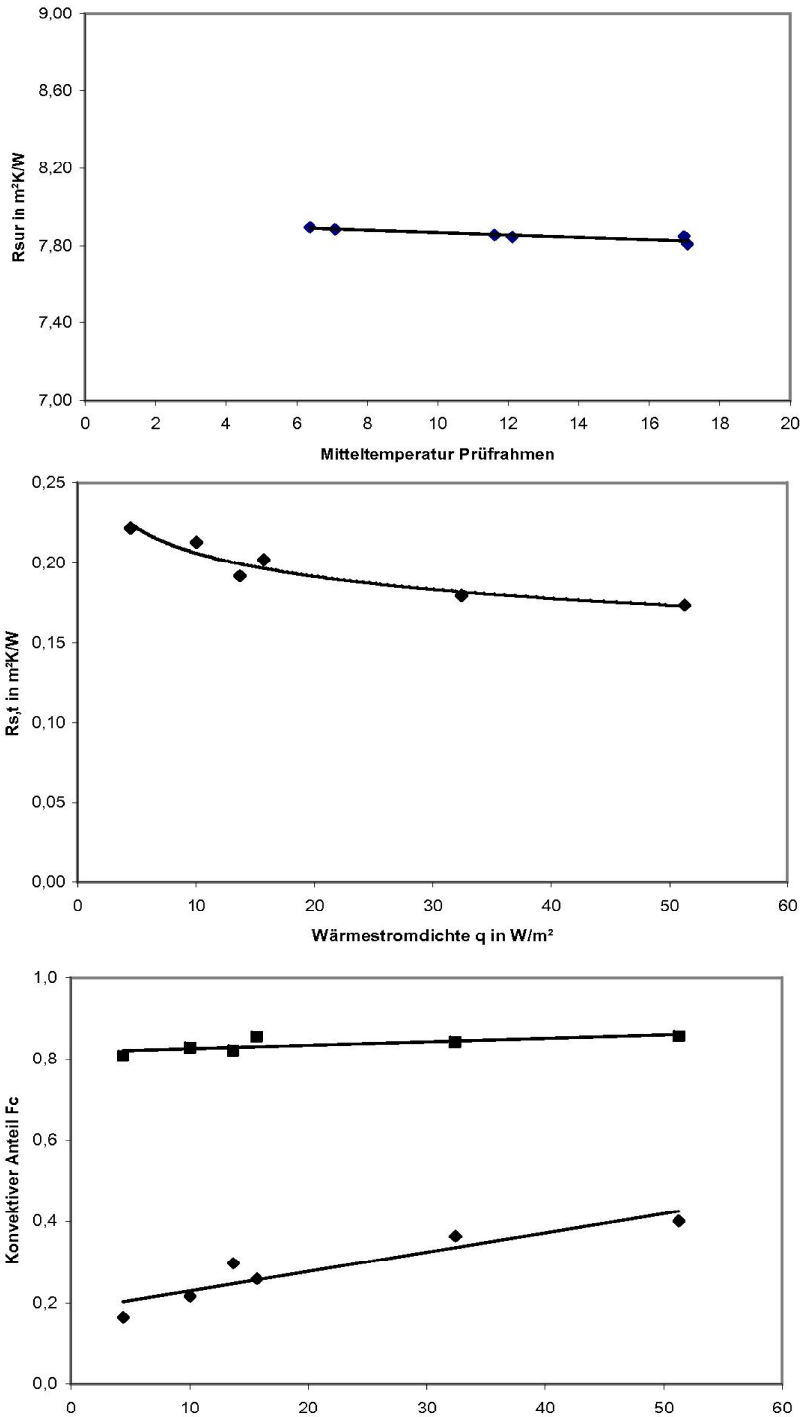 9,00
8,60
8,20
7,80
7,40
7,00
Rsur in m²K/W
0 2 4 6 8 10 12 14 16 18 20
Mitteltemperatur Prüfrahmen
0,25
0,20
0,15
0,10
0,05
0,00
Rs,t in m²K/W
0 10 20 30 40 50 60
Wärmestromdichte q in W/m²
1,0
0,8
0,6
0,4
0,2
0,0
Konvektiver Anteil Fc
0 10 20 30 40 50 60